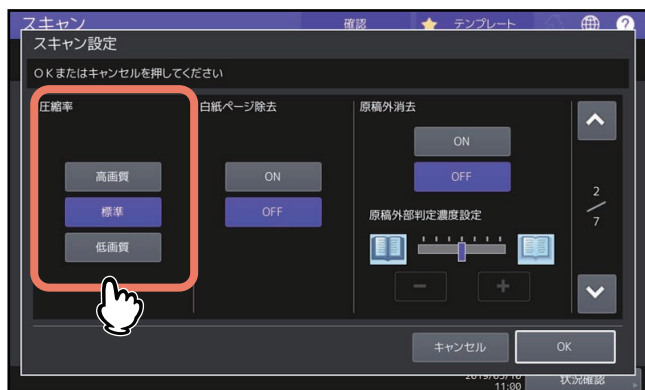 スキャン
確認
テンプレート
?
スキャン設定
OKまたはキャンセルを押してください
圧縮率
白紙ページ除去
原稿外消去
高画質
標準
低画質
ON
OFF
ON
OFF
原稿外部判定濃度設定
2/7
キャンセル
OK
2019/05/10
11:00
状況確認